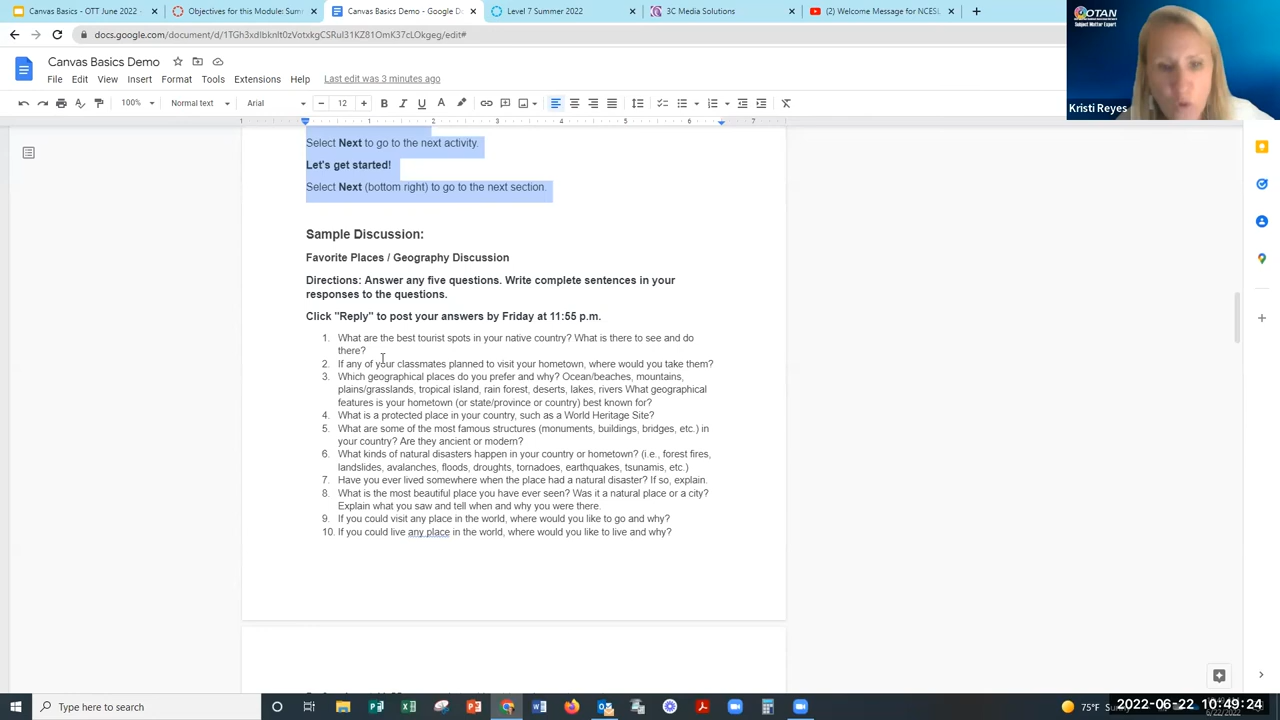 Canvas Basics - OTT June 2022 -
Objectives for this Module: Sum
Canvas Basics Demo - Google D
Level 7 Summer 2022
3C Media Solutions
(2) Welcome Message for NCES
docs.google.com/document/d/
Canvas Basics Demo
File Edit View Insert Format Tools Extensions Help Last edit was 3 minutes ago
100% Normal text Arial 12
1 1 2 3 4 5 6 7
Select Next to go to the next activity.
Let's get started!
Select Next (bottom right) to go to the next section.
Sample Discussion:
Favorite Places / Geography Discussion
Directions: Answer any five questions. Write complete sentences in your
responses to the questions.
Click "Reply" to post your answers by Friday at 11:55 p.m.
1. What are the best tourist spots in your native country? What is there to see and do
there?
2. If any of your classmates planned to visit your hometown, where would you take them?
3. Which geographical places do you prefer and why? Ocean/beaches, mountains,
plains/grasslands, tropical island, rain forest, deserts, lakes, rivers What geographical
features is your hometown (or state/province or country) best known for?
4. What is a protected place in your country, such as a World Heritage Site?
5. What are some of the most famous structures (monuments, buildings, bridges, etc.) in
your country? Are they ancient or modern?
6. What kinds of natural disasters happen in your country or hometown? (i.e., forest fires,
landslides, avalanches, floods, droughts, tornadoes, earthquakes, tsunamis, etc.)
7. Have you ever lived somewhere when the place had a natural disaster? If so, explain.
8. What is the most beautiful place you have ever seen? Was it a natural place or a city?
Explain what you saw and tell when and why you were there.
9. If you could visit any place in the world, where would you like to go and why?
10. If you could live any place in the world, where would you like to live and why?
OTAN
Subject Matter Expert
Kristi Reyes
Type here to search
75°F
2022-06-22 10:49:24